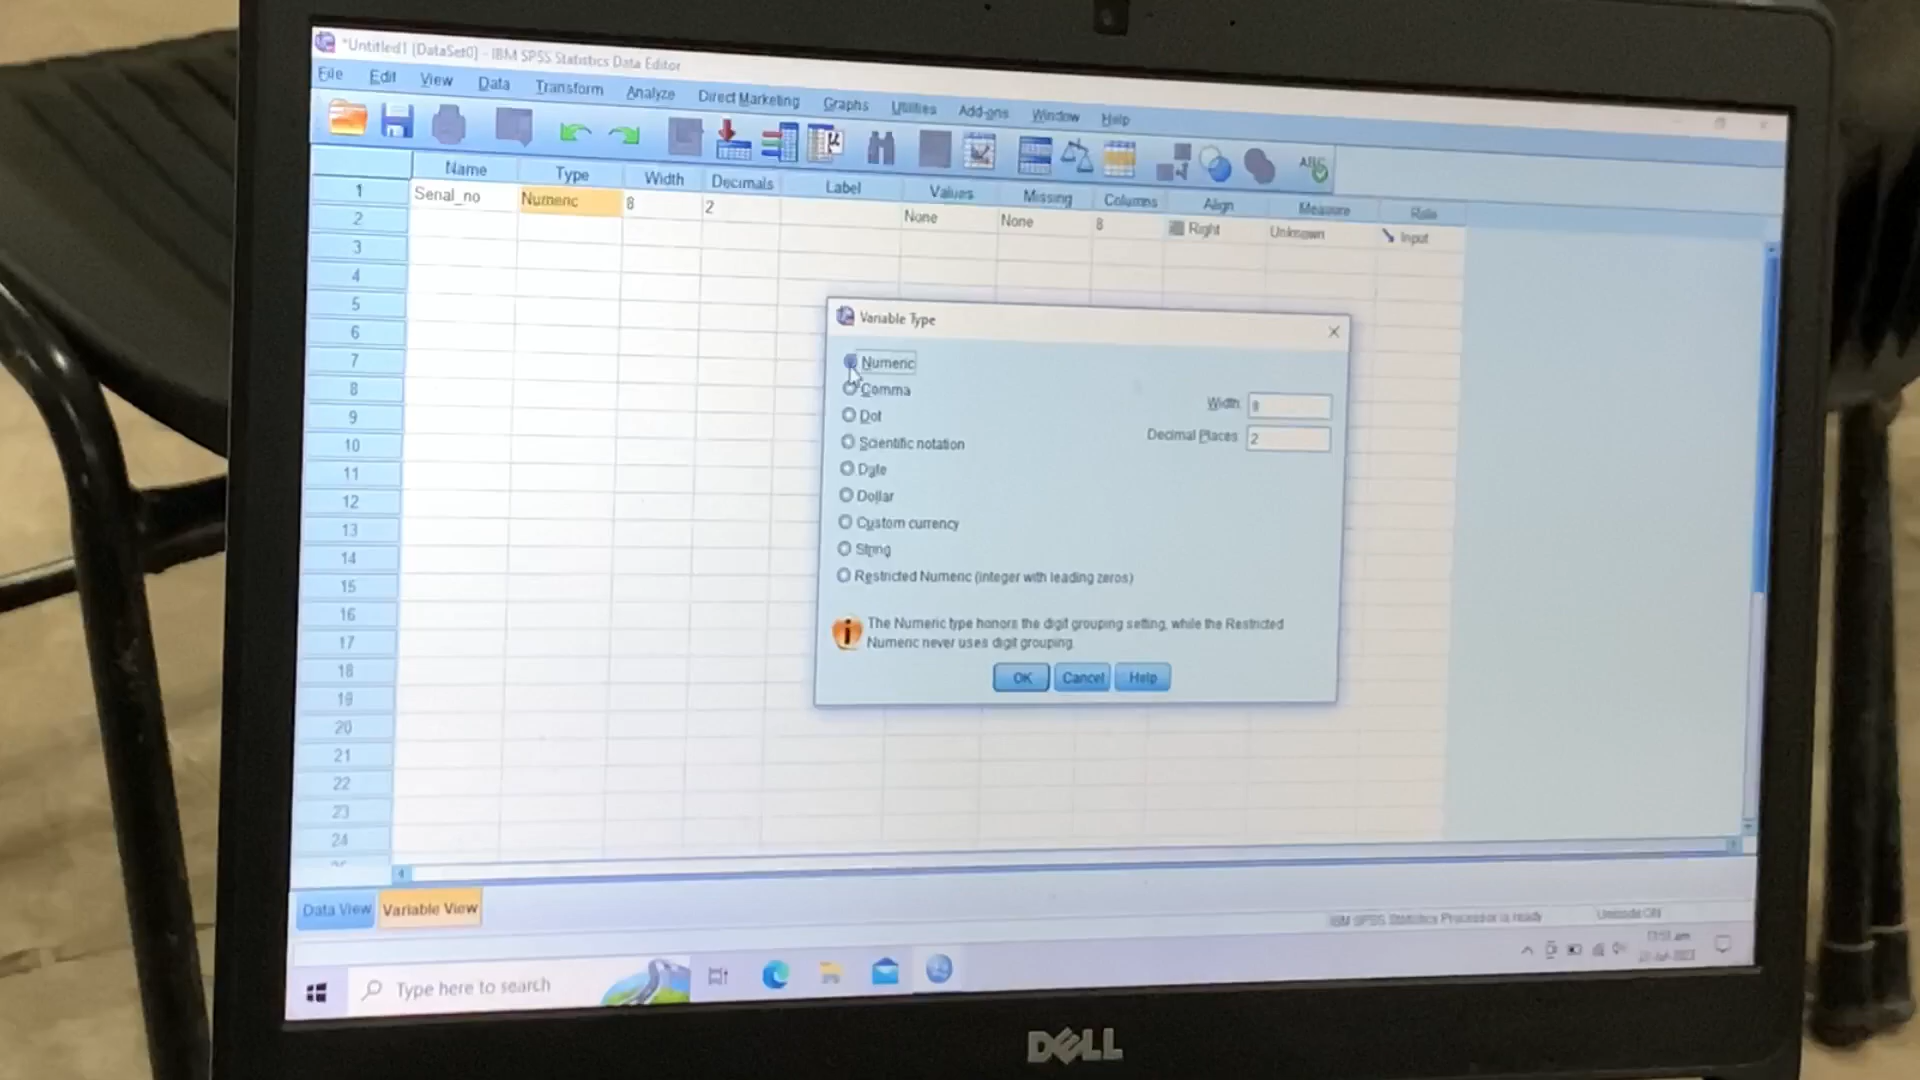 *Untitled1 [DataSet0] - IBM SPSS Statistics Data Editor
File Edit View Data Transform Analyze Direct Marketing Graphs Utilities Add-ons Window Help
ABC
Name Type Width Decimals Label Values Missing Columns Align Measure Role
1 Serial_no Numeric 8 2 None None 8 Right Unknown Input
2
3
4
5
6
7
8
9
10
11
12
13
14
15
16
17
18
19
20
21
22
23
24
Variable Type
Numeric
Comma
Dot
Scientific notation
Date
Dollar
Custom currency
String
Restricted Numeric (integer with leading zeros)
Width: 8
Decimal Places: 2
The Numeric type honors the digit grouping setting, while the Restricted
Numeric never uses digit grouping.
OK Cancel Help
Data View Variable View
IBM SPSS Statistics Processor is ready Unicode:ON
Type here to search
DELL